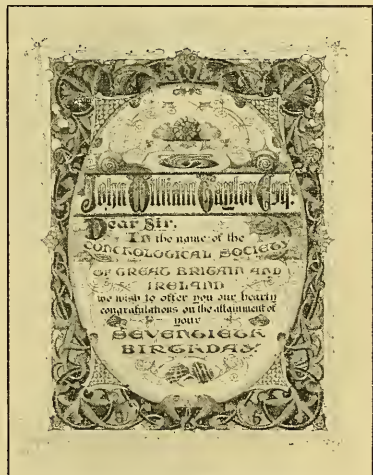 John William Taylor Esq.
Dear Sir,
In the name of the
CONCHOLOGICAL SOCIETY
OF GREAT BRITAIN AND
IRELAND
we wish to offer you our hearty
congratulations on the attainment of
your
SEVENTIETH
BIRTHDAY.